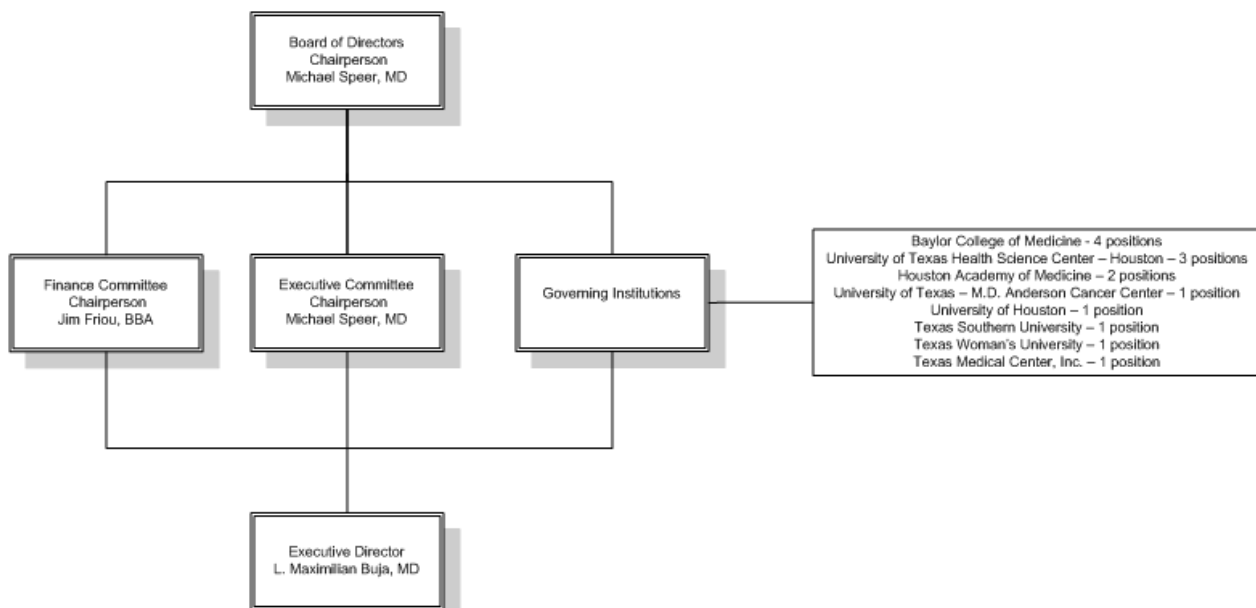 Board of Directors
Chairperson
Michael Speer, MD
Finance Committee
Chairperson
Jim Friou, BBA
Executive Committee
Chairperson
Michael Speer, MD
Governing Institutions
Baylor College of Medicine - 4 positions
University of Texas Health Science Center – Houston – 3 positions
Houston Academy of Medicine – 2 positions
University of Texas – M.D. Anderson Cancer Center – 1 position
University of Houston – 1 position
Texas Southern University – 1 position
Texas Woman's University – 1 position
Texas Medical Center, Inc. – 1 position
Executive Director
L. Maximilian Buja, MD